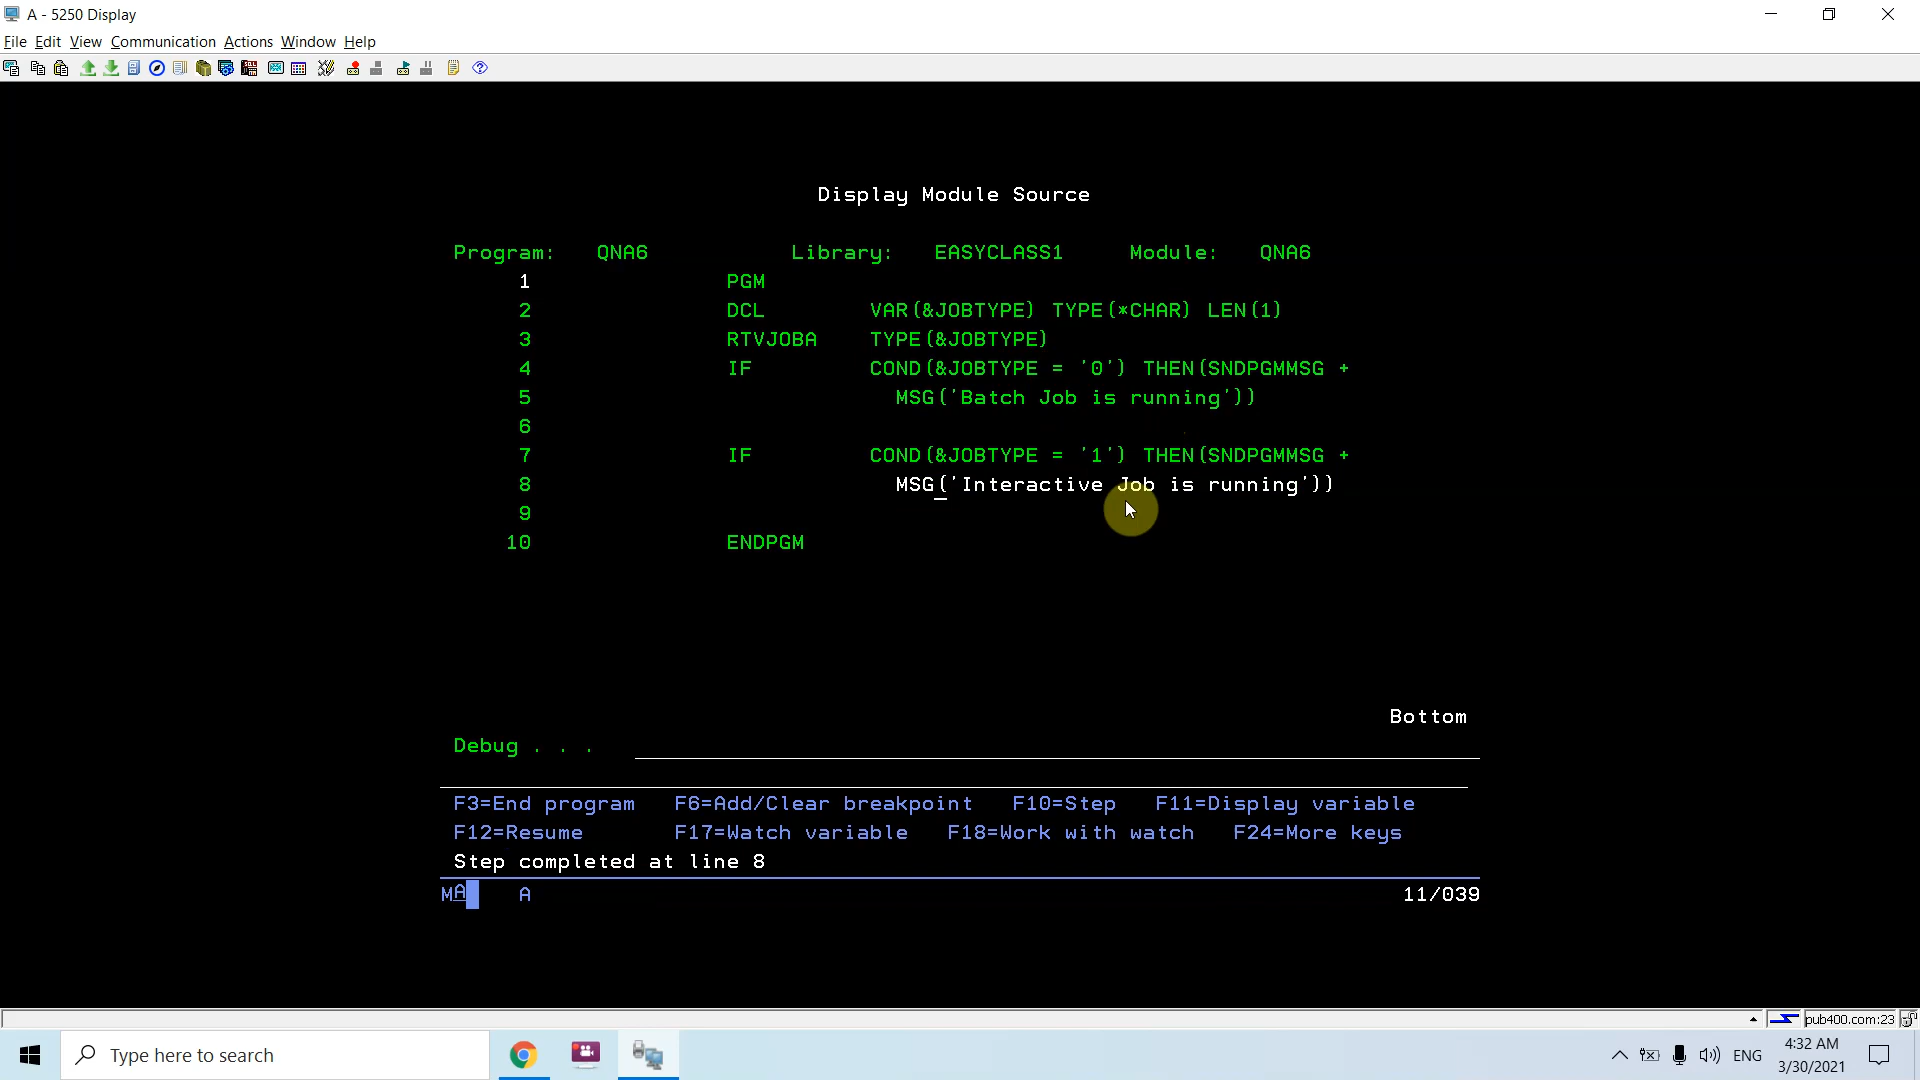 A - 5250 Display
File Edit View Communication Actions Window Help
Display Module Source
Program: QNA6 Library: EASYCLASS1 Module: QNA6
1 PGM
2 DCL VAR(&JOBTYPE) TYPE(*CHAR) LEN(1)
3 RTVJOBA TYPE(&JOBTYPE)
4 IF COND(&JOBTYPE = '0') THEN(SNDPGMMSG +
5 MSG('Batch Job is running'))
6
7 IF COND(&JOBTYPE = '1') THEN(SNDPGMMSG +
8 MSG('Interactive Job is running'))
9
10 ENDPGM
Bottom
Debug . . .
F3=End program F6=Add/Clear breakpoint F10=Step F11=Display variable
F12=Resume F17=Watch variable F18=Work with watch F24=More keys
Step completed at line 8
MA A 11/039
pub400.com:23
Type here to search
ENG
4:32 AM
3/30/2021